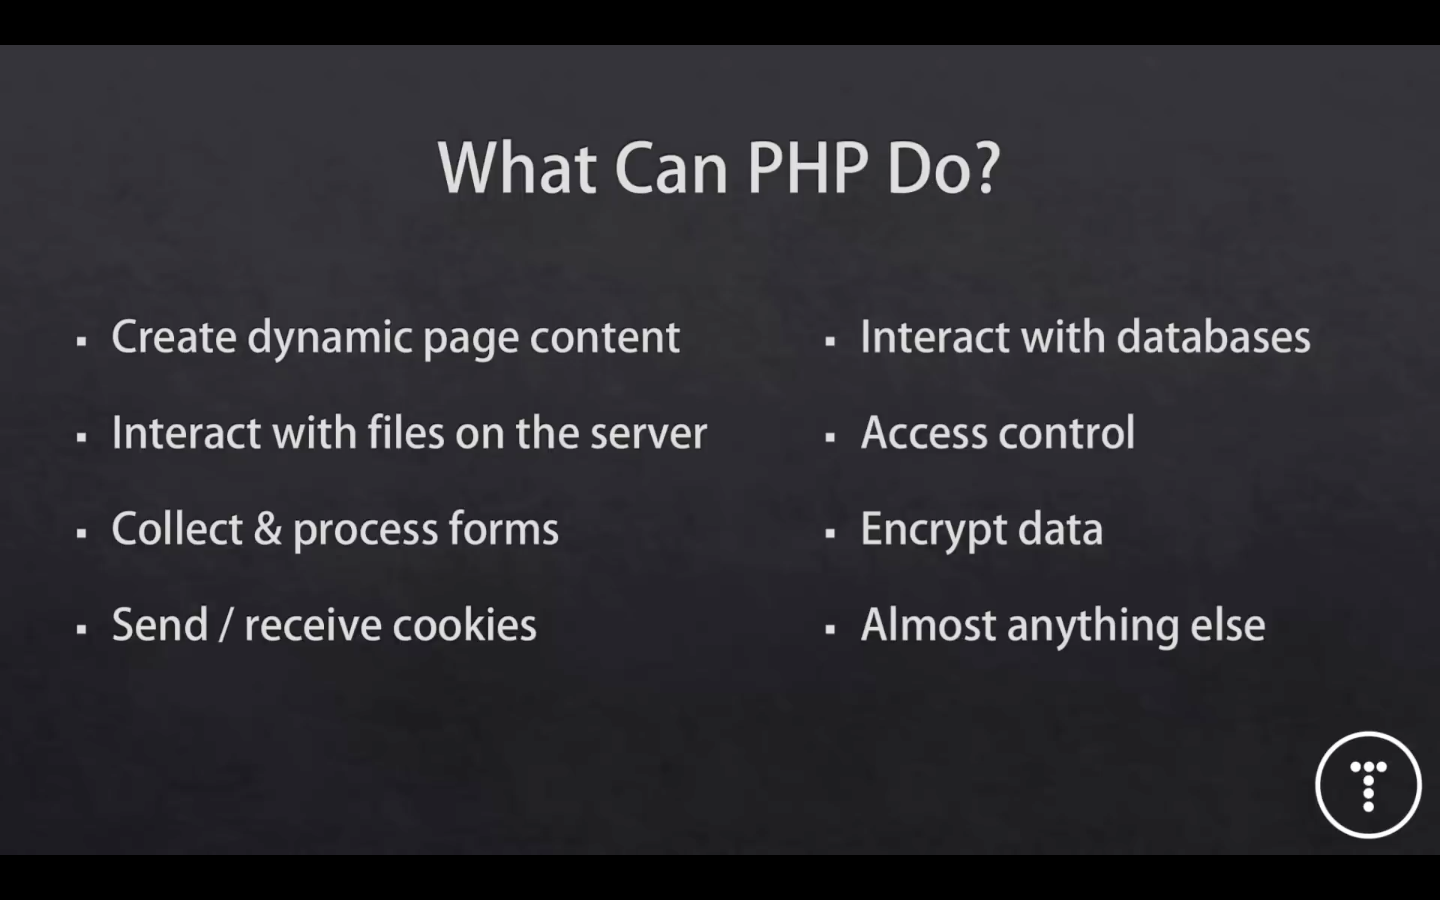 What Can PHP Do?
▪ Create dynamic page content
▪ Interact with files on the server
▪ Collect & process forms
▪ Send / receive cookies
▪ Interact with databases
▪ Access control
▪ Encrypt data
▪ Almost anything else
T